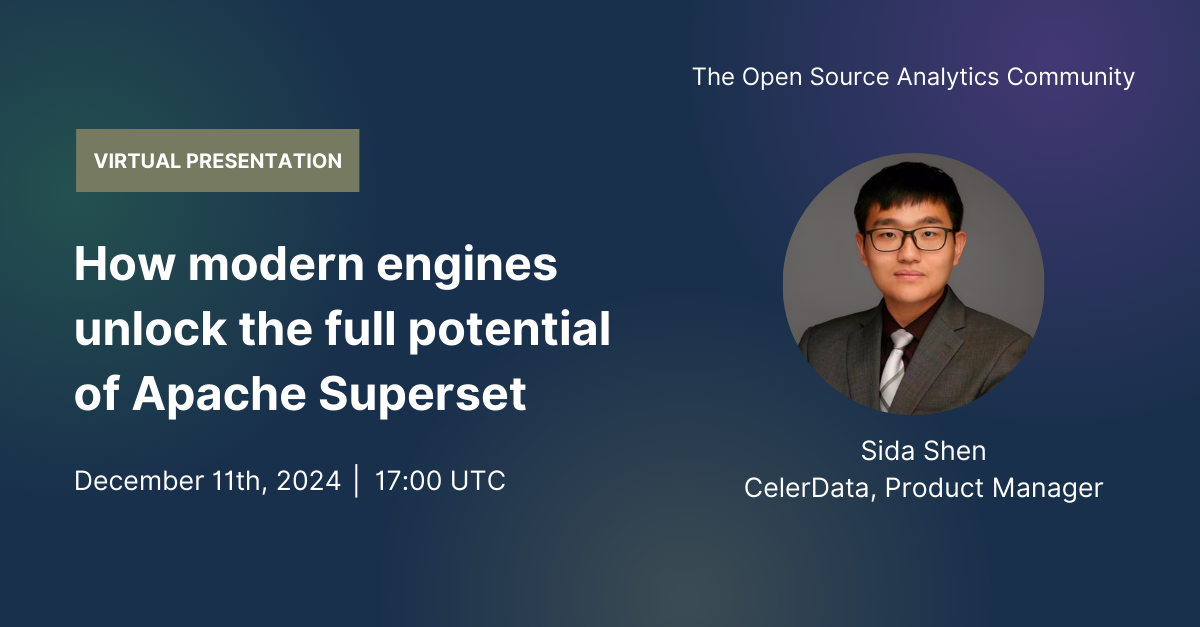 The Open Source Analytics Community
VIRTUAL PRESENTATION
How modern engines
unlock the full potential
of Apache Superset
December 11th, 2024 | 17:00 UTC
Sida Shen
CelerData, Product Manager